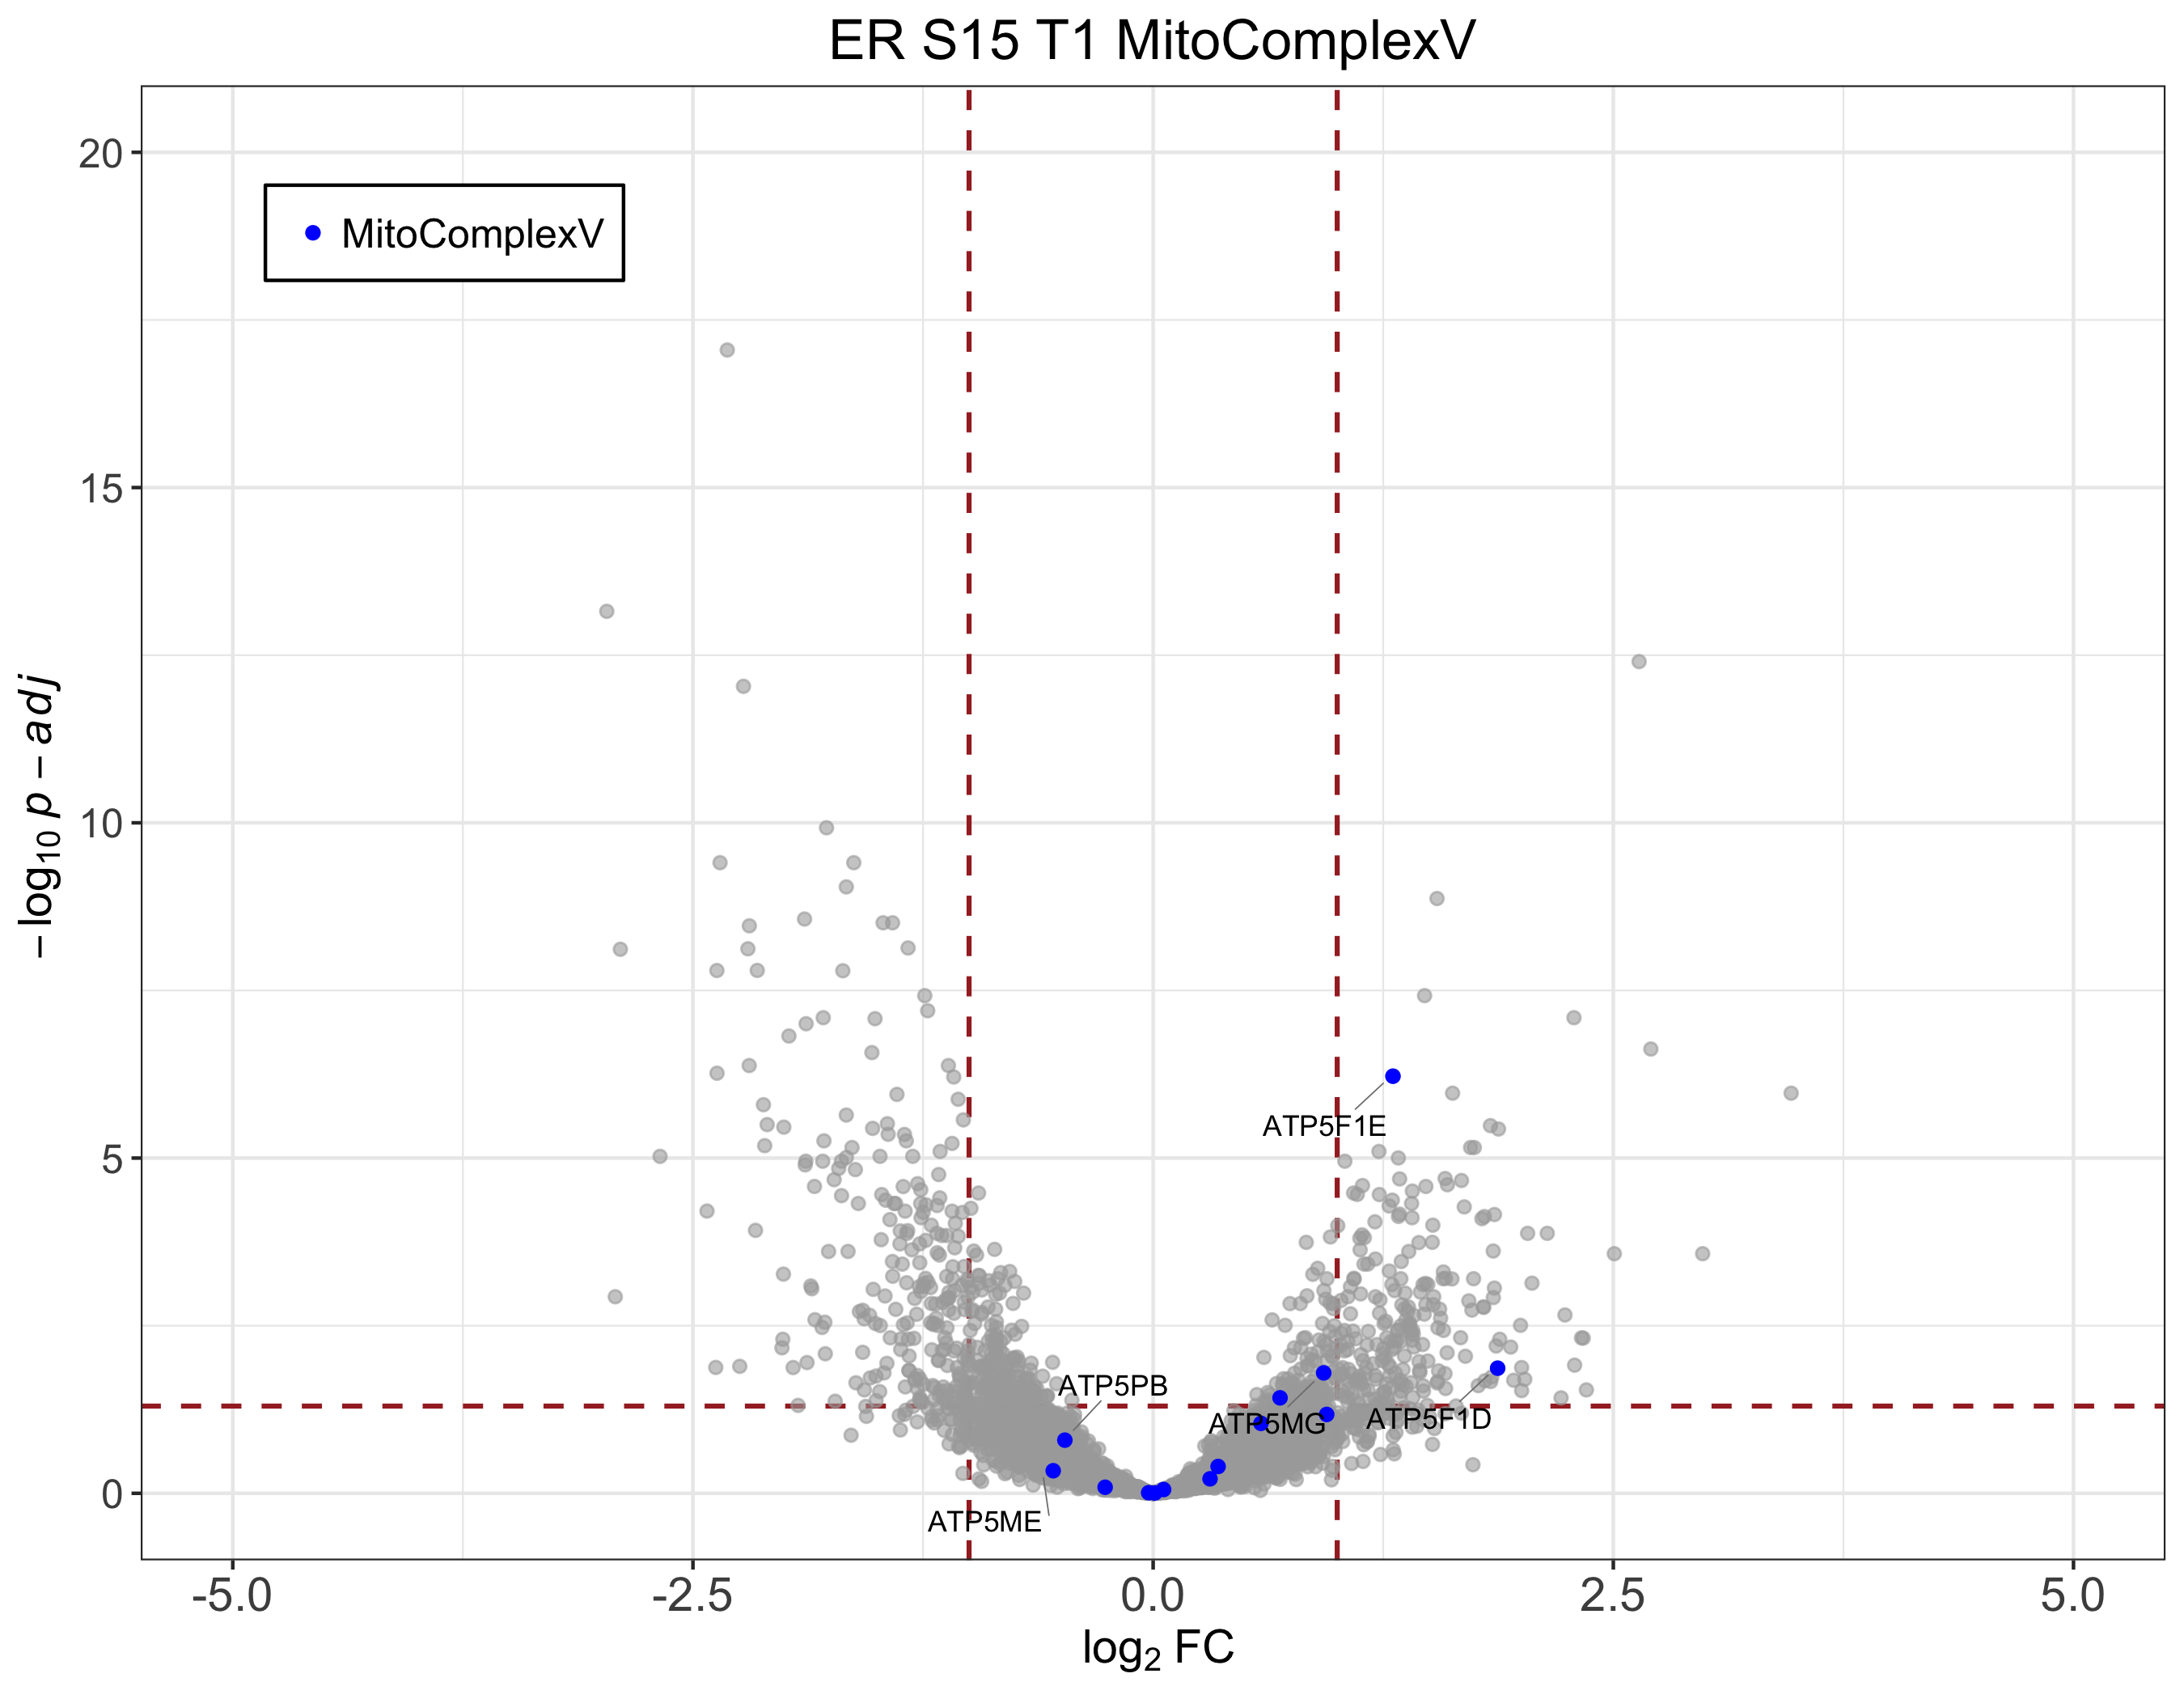 ER S15 T1 MitoComplexV
20
MitoComplexV
15
10
5
0
−log10 p − adj
ATP5F1E
ATP5PB
ATP5MG
ATP5F1D
ATP5ME
-5.0
-2.5
0.0
2.5
5.0
log2 FC